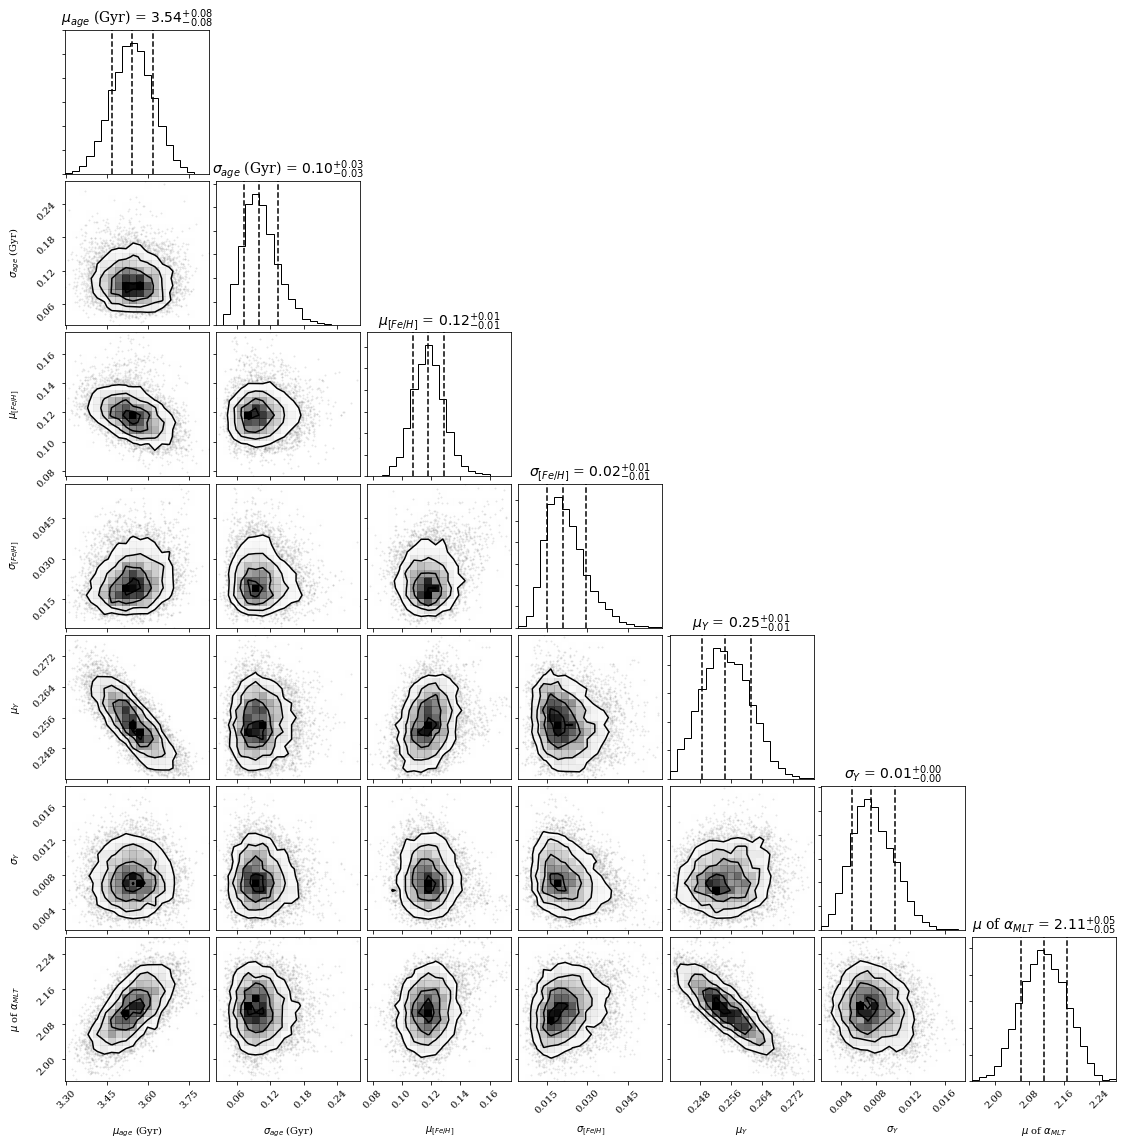 μ_age (Gyr) = 3.54^{+0.08}_{-0.08}
σ_age (Gyr) = 0.10^{+0.03}_{-0.03}
0.24
0.18
0.12
0.06
σ_age (Gyr)
μ_[Fe/H] = 0.12^{+0.01}_{-0.01}
0.16
0.14
0.12
0.10
0.08
μ_[Fe/H]
σ_[Fe/H] = 0.02^{+0.01}_{-0.01}
0.045
0.030
0.015
σ_[Fe/H]
μ_Y = 0.25^{+0.01}_{-0.01}
0.272
0.264
0.256
0.248
μ_Y
σ_Y = 0.01^{+0.00}_{-0.00}
0.016
0.012
0.008
0.004
σ_Y
μ of α_MLT = 2.11^{+0.05}_{-0.05}
2.24
2.16
2.08
2.00
μ of α_MLT
3.30 3.45 3.60 3.75 0.06 0.12 0.18 0.24 0.08 0.10 0.12 0.14 0.16 0.015 0.030 0.045 0.248 0.256 0.264 0.272 0.004 0.008 0.012 0.016 2.00 2.08 2.16 2.24
μ_age (Gyr) σ_age (Gyr) μ_[Fe/H] σ_[Fe/H] μ_Y σ_Y μ of α_MLT